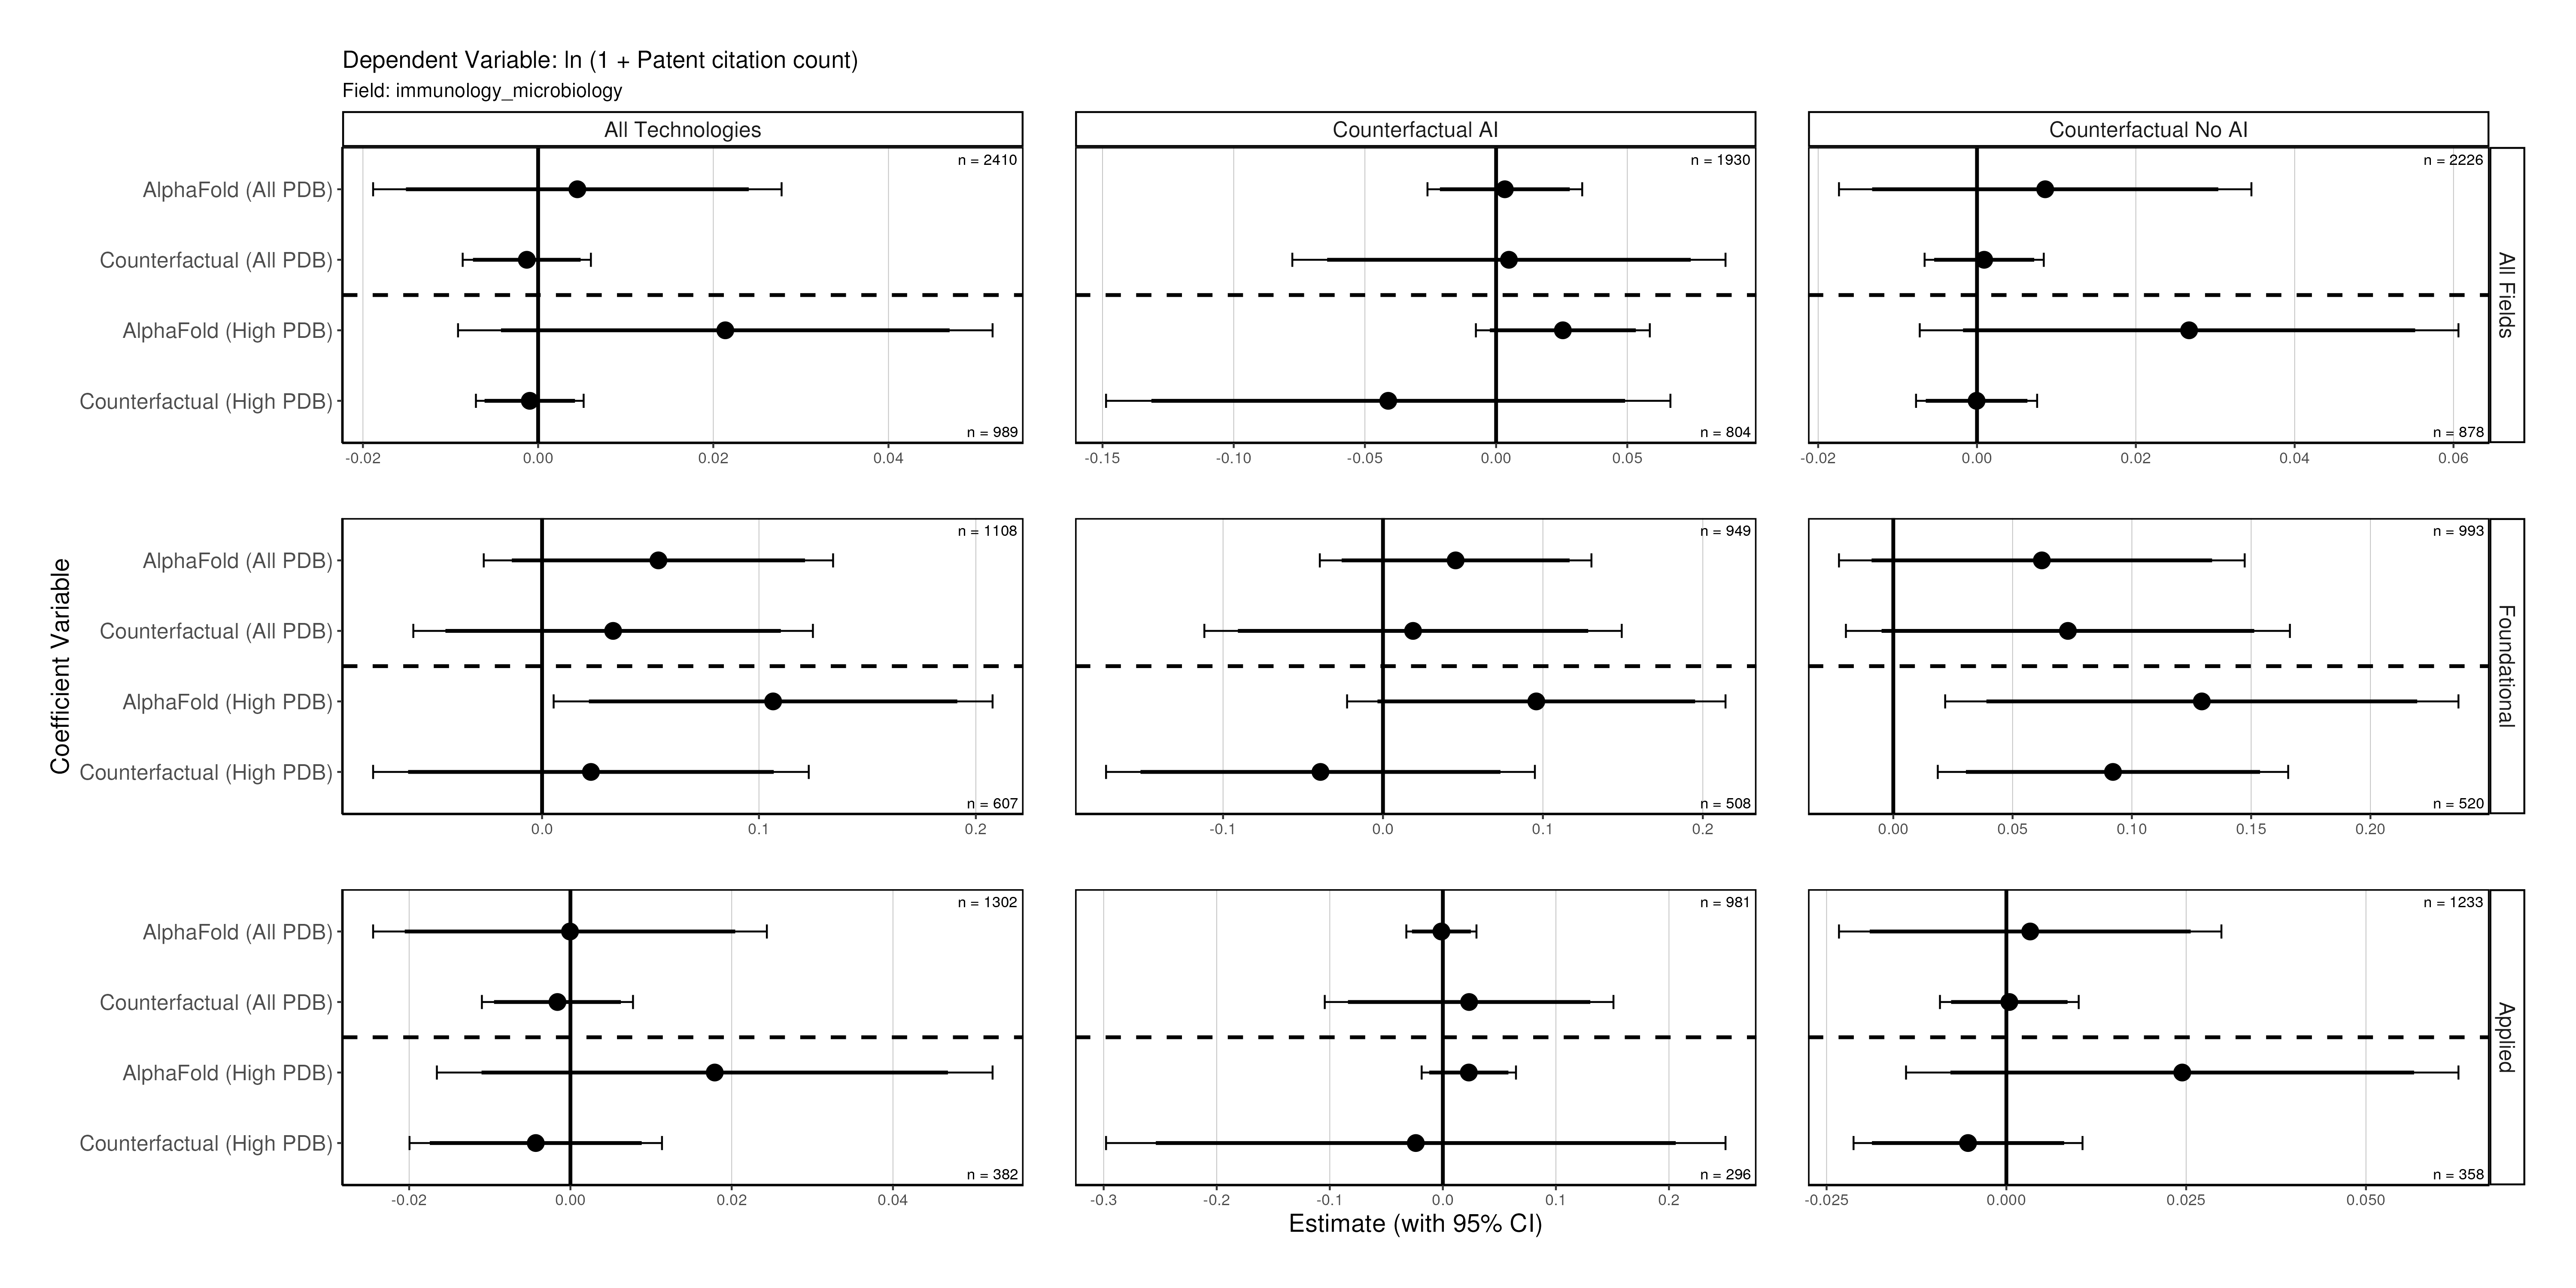 Dependent Variable: ln (1 + Patent citation count)
Field: immunology_microbiology
All Technologies
Counterfactual AI
Counterfactual No AI
AlphaFold (All PDB)
Counterfactual (All PDB)
AlphaFold (High PDB)
Counterfactual (High PDB)
n = 2410
n = 989
-0.02
0.00
0.02
0.04
n = 1930
n = 804
-0.15
-0.10
-0.05
0.00
0.05
n = 2226
n = 878
-0.02
0.00
0.02
0.04
0.06
All Fields
Coefficient Variable
AlphaFold (All PDB)
Counterfactual (All PDB)
AlphaFold (High PDB)
Counterfactual (High PDB)
n = 1108
n = 607
0.0
0.1
0.2
n = 949
n = 508
-0.1
0.0
0.1
0.2
n = 993
n = 520
0.00
0.05
0.10
0.15
0.20
Foundational
AlphaFold (All PDB)
Counterfactual (All PDB)
AlphaFold (High PDB)
Counterfactual (High PDB)
n = 1302
n = 382
-0.02
0.00
0.02
0.04
n = 981
n = 296
-0.3
-0.2
-0.1
0.0
0.1
0.2
n = 1233
n = 358
-0.025
0.000
0.025
0.050
Applied
Estimate (with 95% CI)